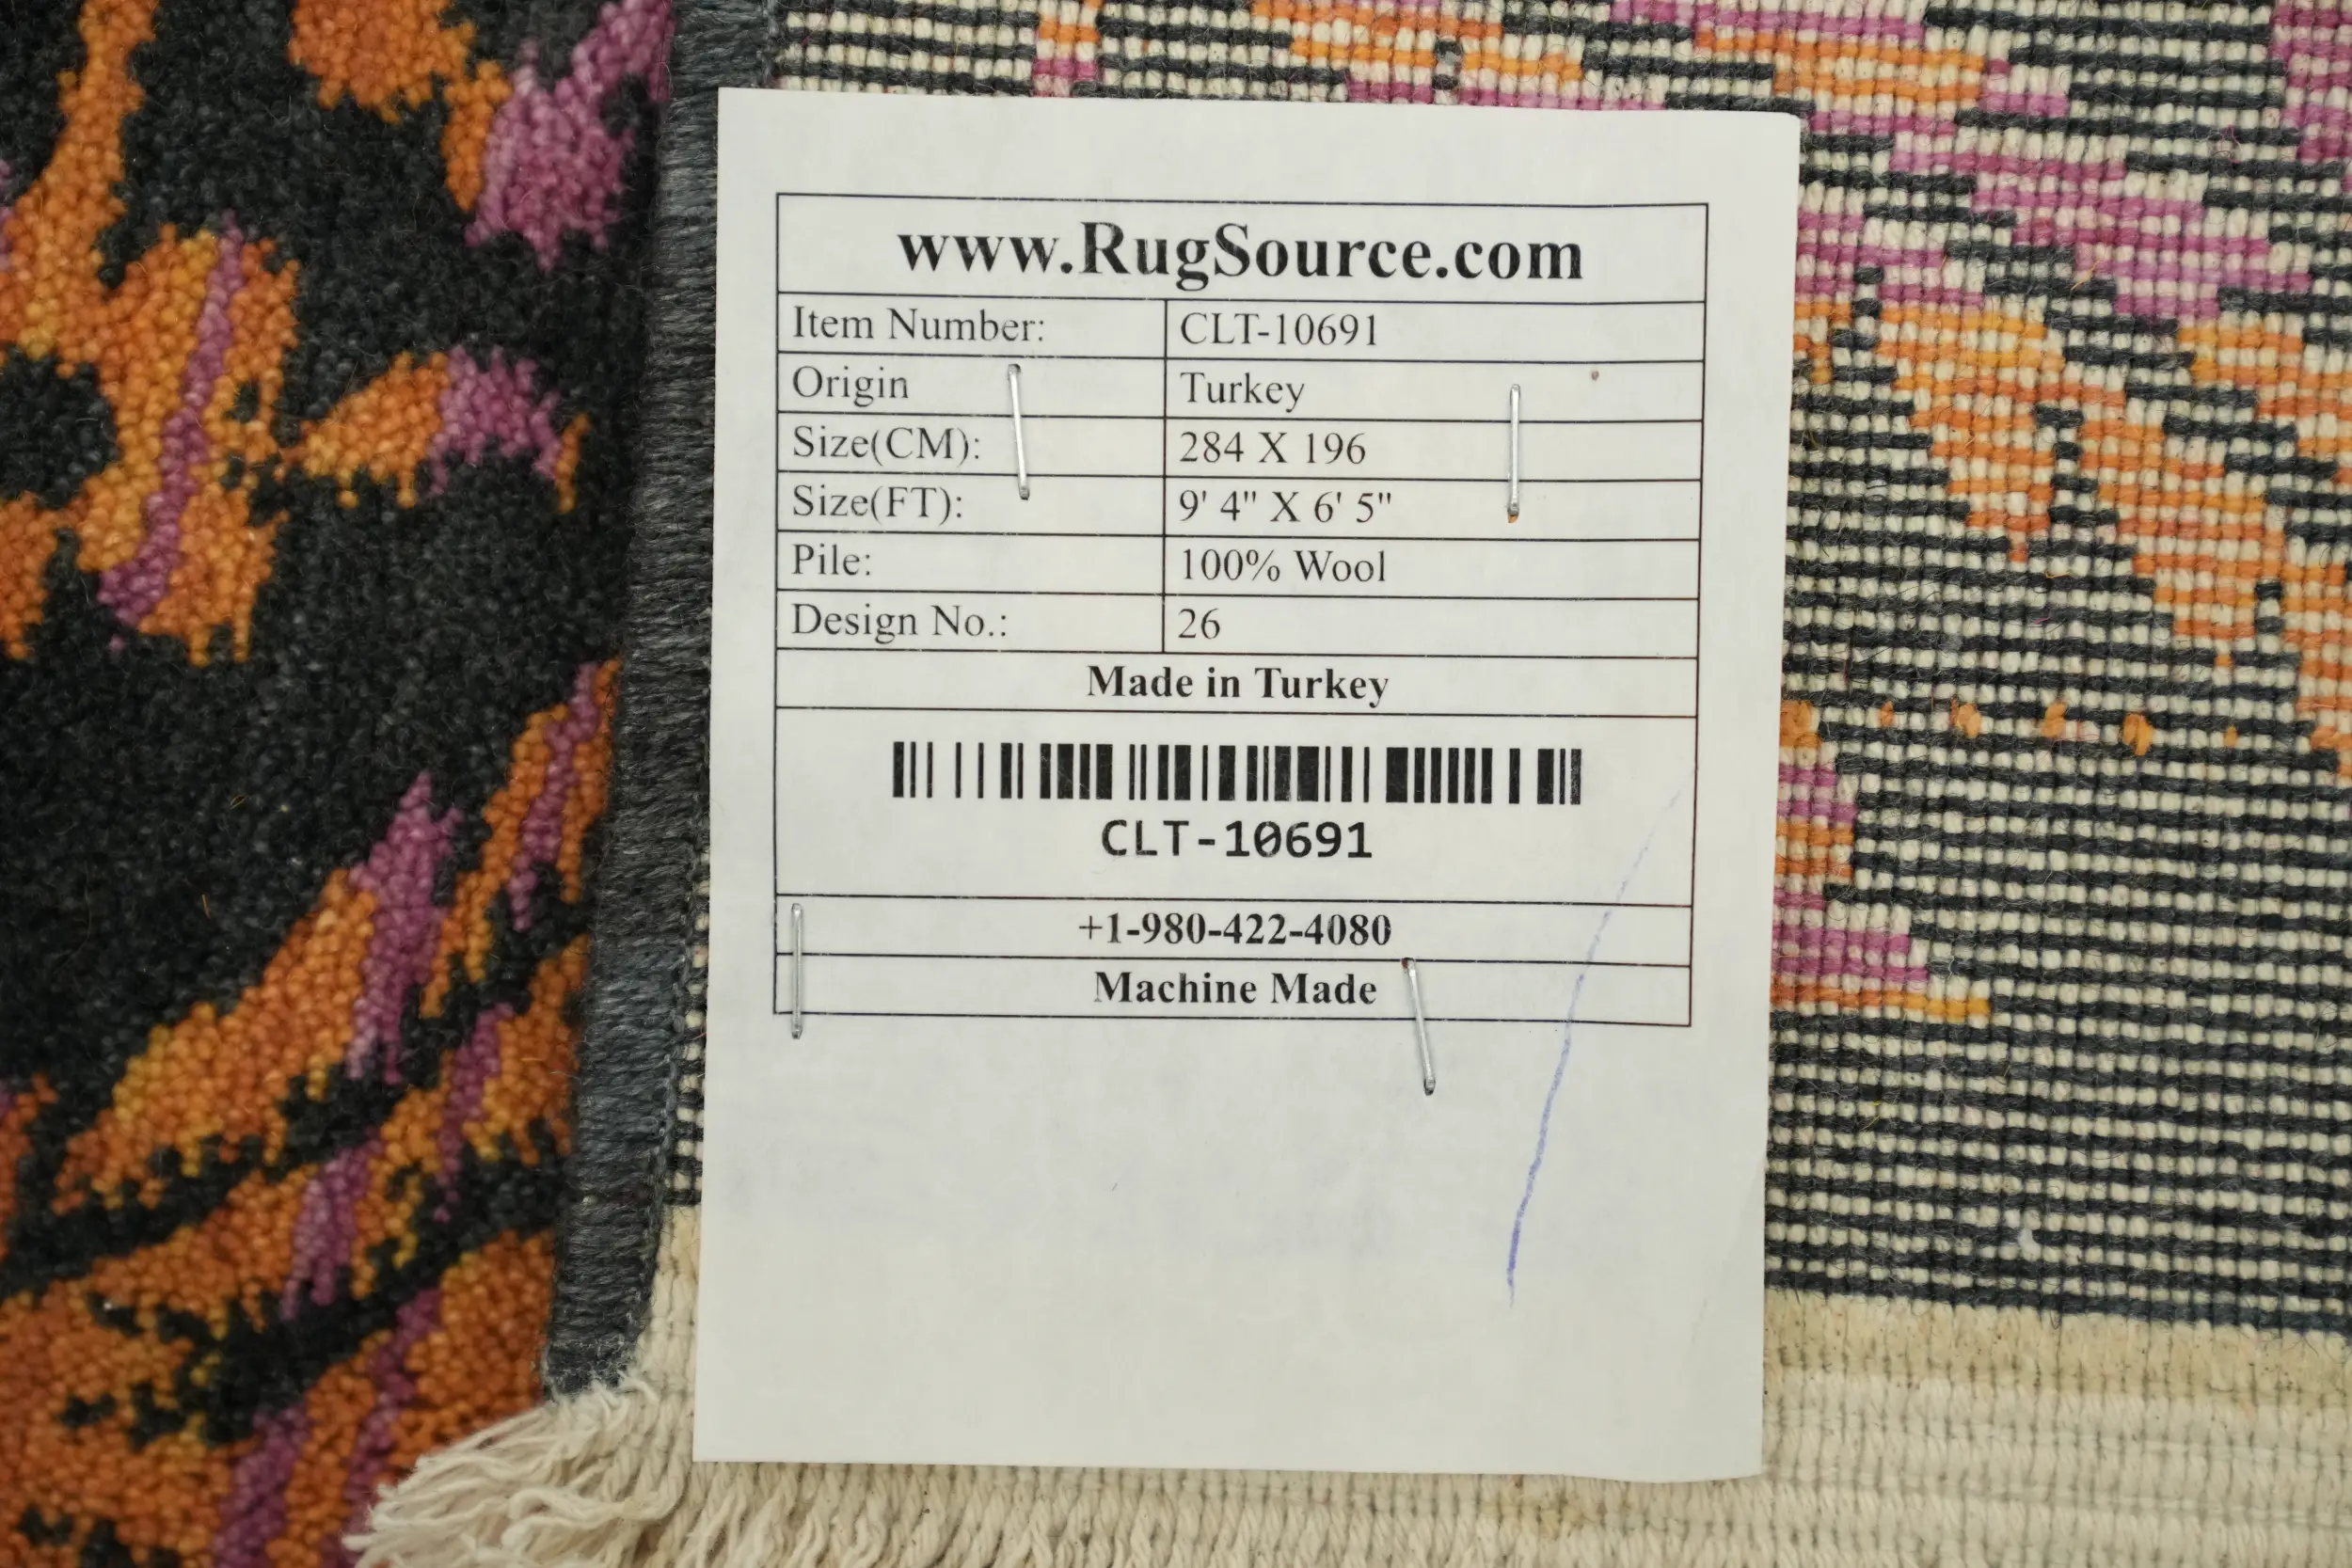 www.RugSource.com
Item Number: CLT-10691
Origin Turkey
Size(CM): 284 X 196
Size(FT): 9' 4" X 6' 5"
Pile: 100% Wool
Design No.: 26
Made in Turkey
CLT-10691
+1-980-422-4080
Machine Made